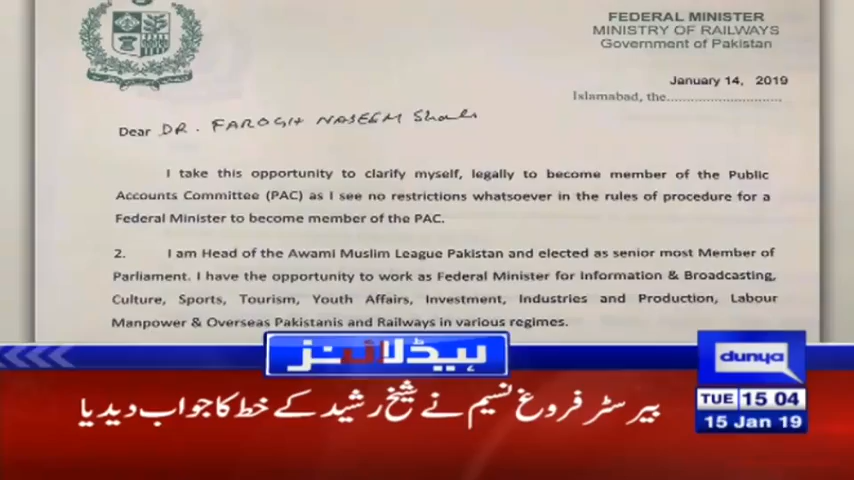 FEDERAL MINISTER
MINISTRY OF RAILWAYS
Government of Pakistan
January 14, 2019
Islamabad, the..............................
Dear DR. FAROGH NASEEM Shah
I take this opportunity to clarify myself, legally to become member of the Public
Accounts Committee (PAC) as I see no restrictions whatsoever in the rules of procedure for a
Federal Minister to become member of the PAC.
2. I am Head of the Awami Muslim League Pakistan and elected as senior most Member of
Parliament. I have the opportunity to work as Federal Minister for Information & Broadcasting,
Culture, Sports, Tourism, Youth Affairs, Investment, Industries and Production, Labour
Manpower & Overseas Pakistanis and Railways in various regimes.
ہیڈلائنز
dunya
بیرسٹر فروغ نسیم نے شیخ رشید کے خط کا جواب دیدیا
TUE 15 04
15 Jan 19